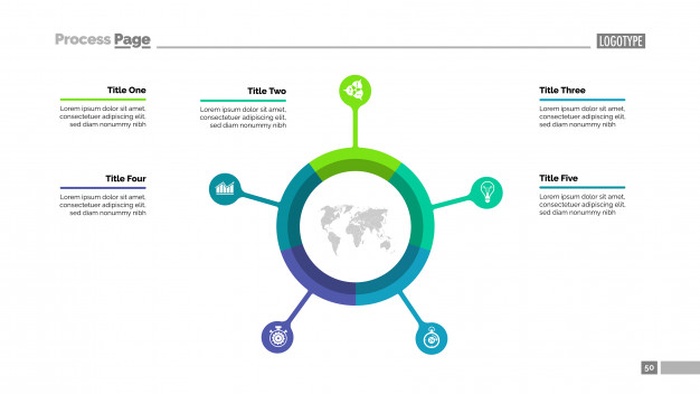 Process Page
LOGOTYPE
Title One
Lorem ipsum dolor sit amet,
consectetuer adipiscing elit,
sed diam nonummy nibh
Title Two
Lorem ipsum dolor sit amet,
consectetuer adipiscing elit,
sed diam nonummy nibh
Title Three
Lorem ipsum dolor sit amet,
consectetuer adipiscing elit,
sed diam nonummy nibh
Title Four
Lorem ipsum dolor sit amet,
consectetuer adipiscing elit,
sed diam nonummy nibh
Title Five
Lorem ipsum dolor sit amet,
consectetuer adipiscing elit,
sed diam nonummy nibh
50